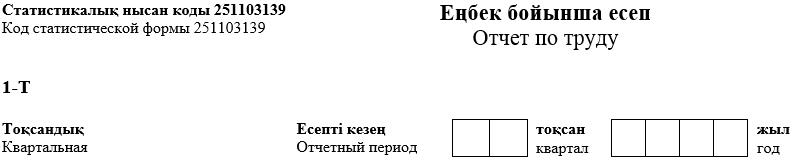 Статистикалық нысан коды 251103139
Код статистической формы 251103139
Еңбек бойынша есеп
Отчет по труду
1-Т
Тоқсандық
Квартальная
Есепті кезең
Отчетный период
тоқсан
квартал
жыл
год